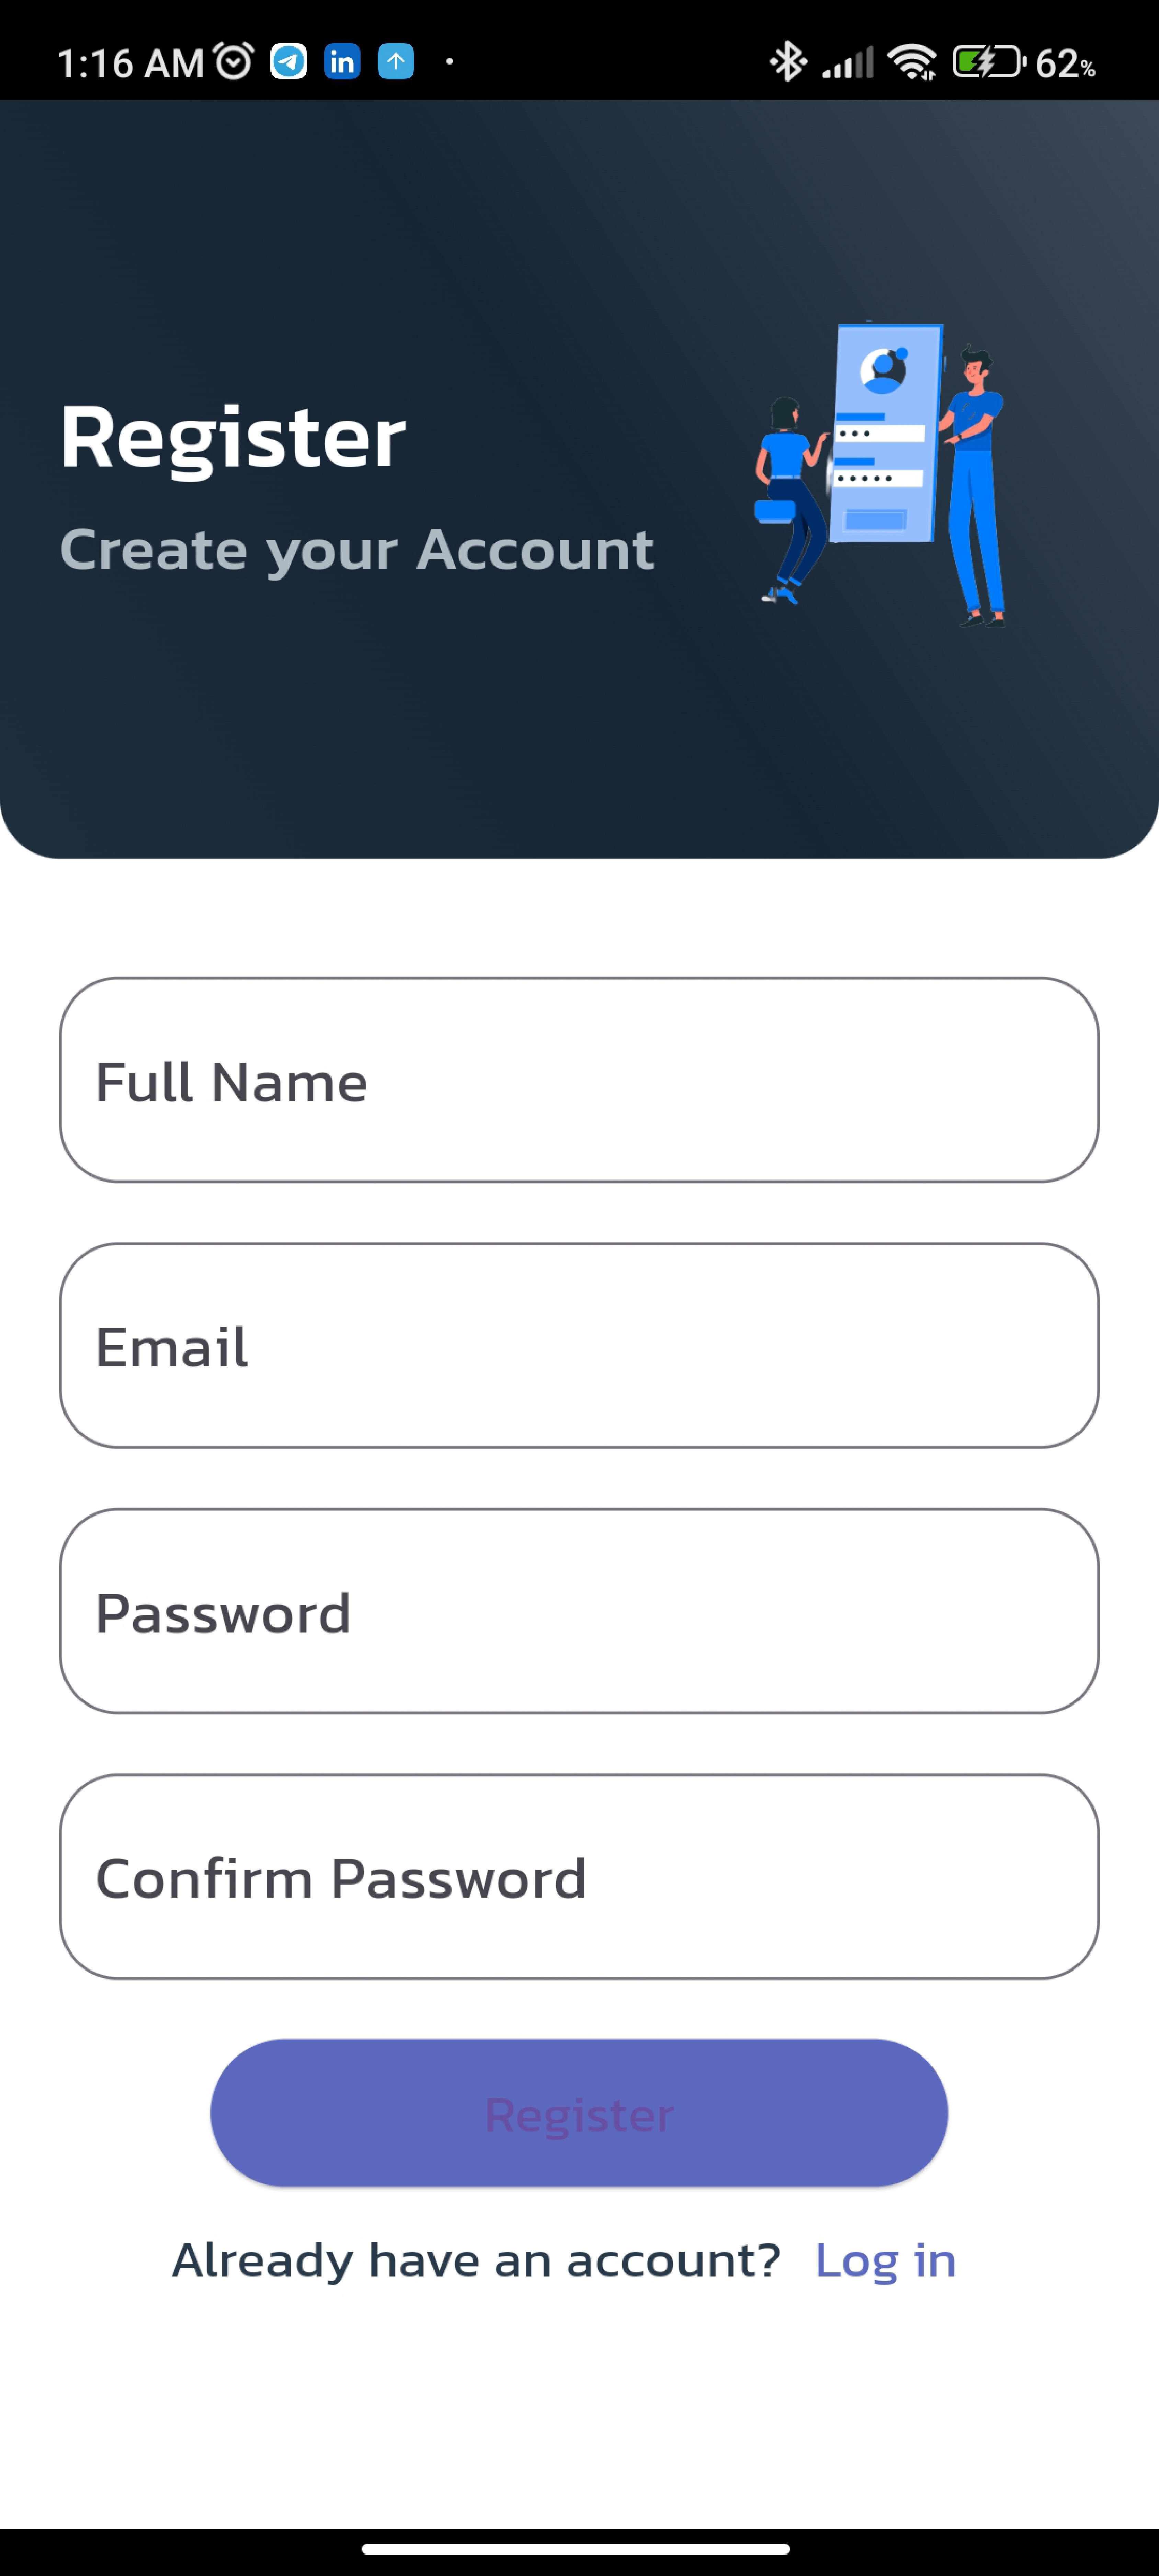 1:16 AM in 62%
Register
Create your Account
Full Name
Email
Password
Confirm Password
Register
Already have an account? Log in